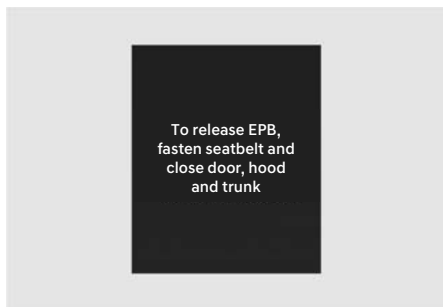 To release EPB,
fasten seatbelt and
close door, hood
and trunk